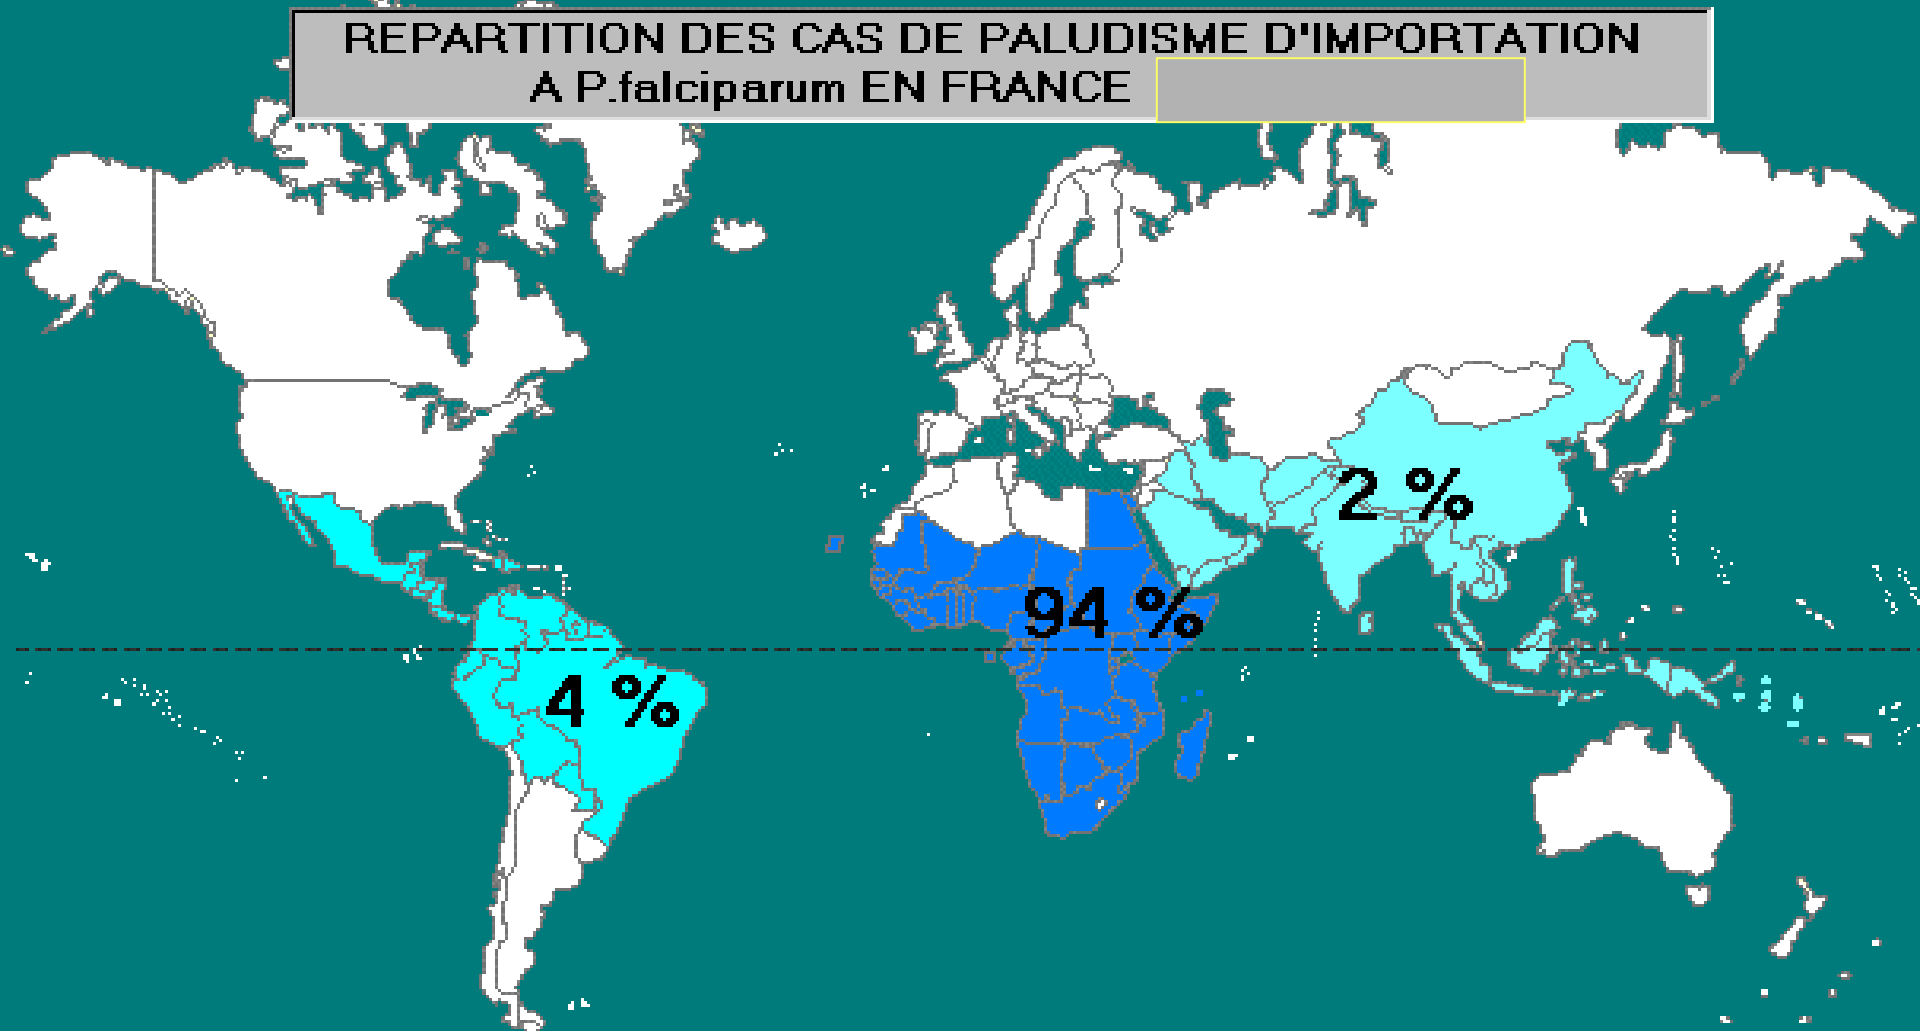 REPARTITION DES CAS DE PALUDISME D'IMPORTATION
A P.falciparum EN FRANCE
2 %
94 %
4 %